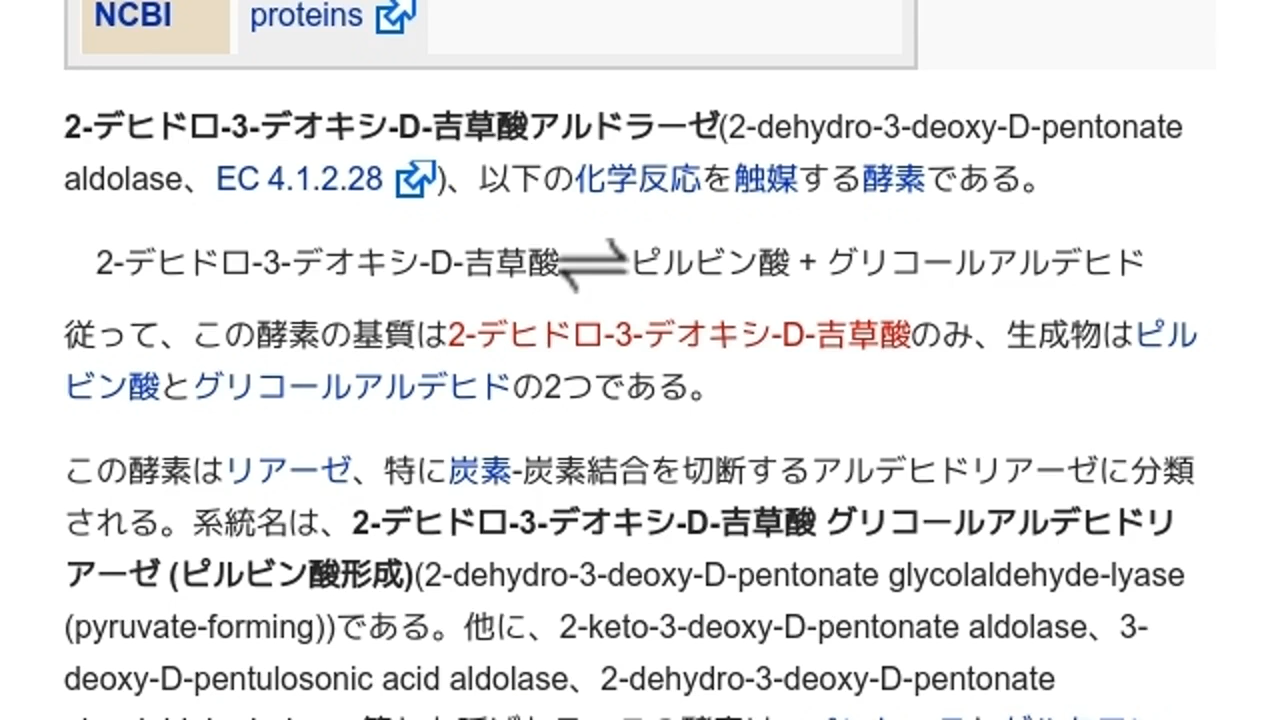 NCBI proteins
2-デヒドロ-3-デオキシ-D-吉草酸アルドラーゼ(2-dehydro-3-deoxy-D-pentonate
aldolase、EC 4.1.2.28)、以下の化学反応を触媒する酵素である。
2-デヒドロ-3-デオキシ-D-吉草酸⇌ピルビン酸 + グリコールアルデヒド
従って、この酵素の基質は2-デヒドロ-3-デオキシ-D-吉草酸のみ、生成物はピル
ビン酸とグリコールアルデヒドの2つである。
この酵素はリアーゼ、特に炭素-炭素結合を切断するアルデヒドリアーゼに分類
される。系統名は、2-デヒドロ-3-デオキシ-D-吉草酸 グリコールアルデヒドリ
アーゼ (ピルビン酸形成)(2-dehydro-3-deoxy-D-pentonate glycolaldehyde-lyase
(pyruvate-forming))である。他に、2-keto-3-deoxy-D-pentonate aldolase、3-
deoxy-D-pentulosonic acid aldolase、2-dehydro-3-deoxy-D-pentonate